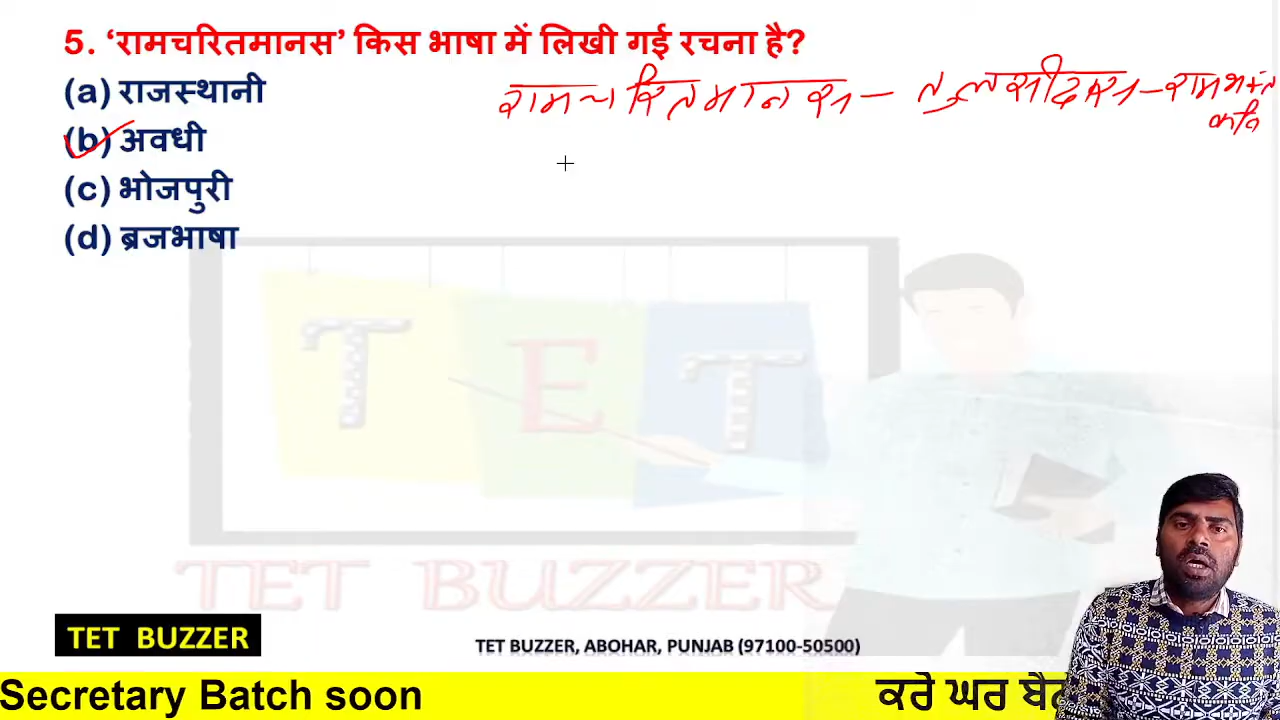 5. ‘रामचरितमानस’ किस भाषा में लिखी गई रचना है?
(a) राजस्थानी
(b) अवधी
(c) भोजपुरी
(d) ब्रजभाषा
रामचरितमानस – तुलसीदास – रामभक्त
कवि
T E T
TET BUZZER
TET BUZZER
TET BUZZER, ABOHAR, PUNJAB (97100-50500)
Secretary Batch soon
ਕਰੋ ਘਰ